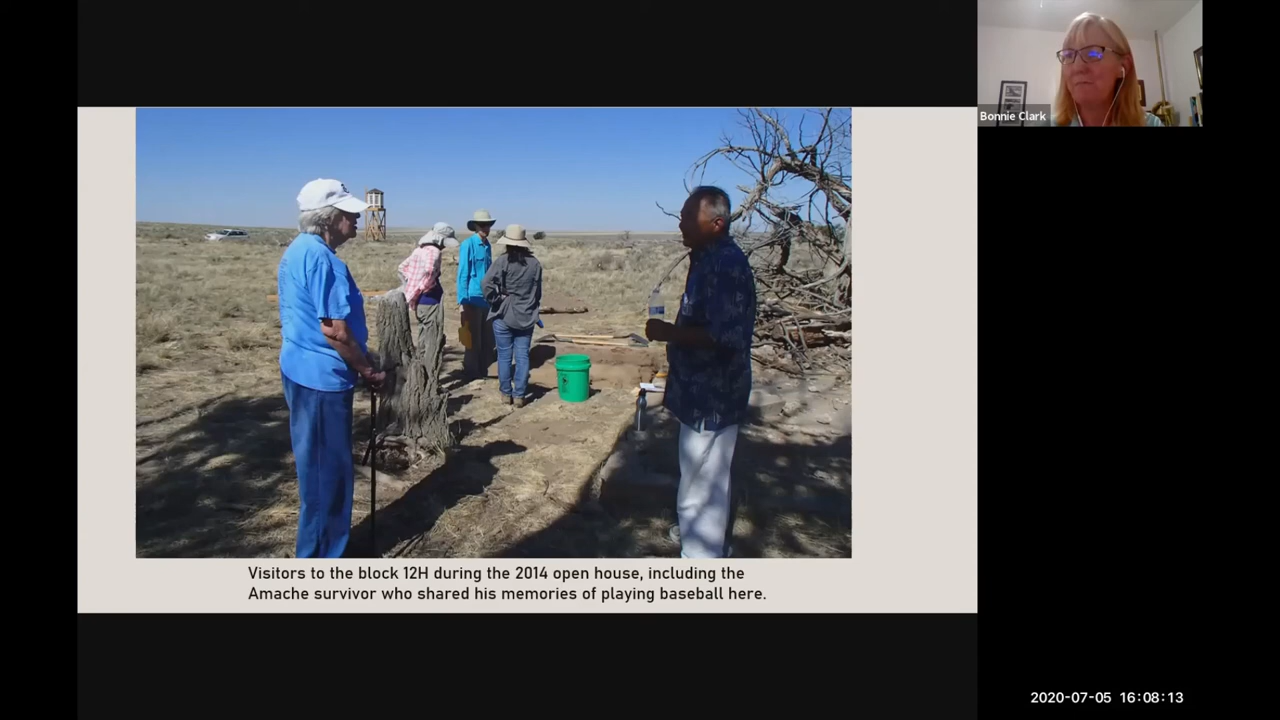 Bonnie Clark
Visitors to the block 12H during the 2014 open house, including the
Amache survivor who shared his memories of playing baseball here.
2020-07-05 16:08:13